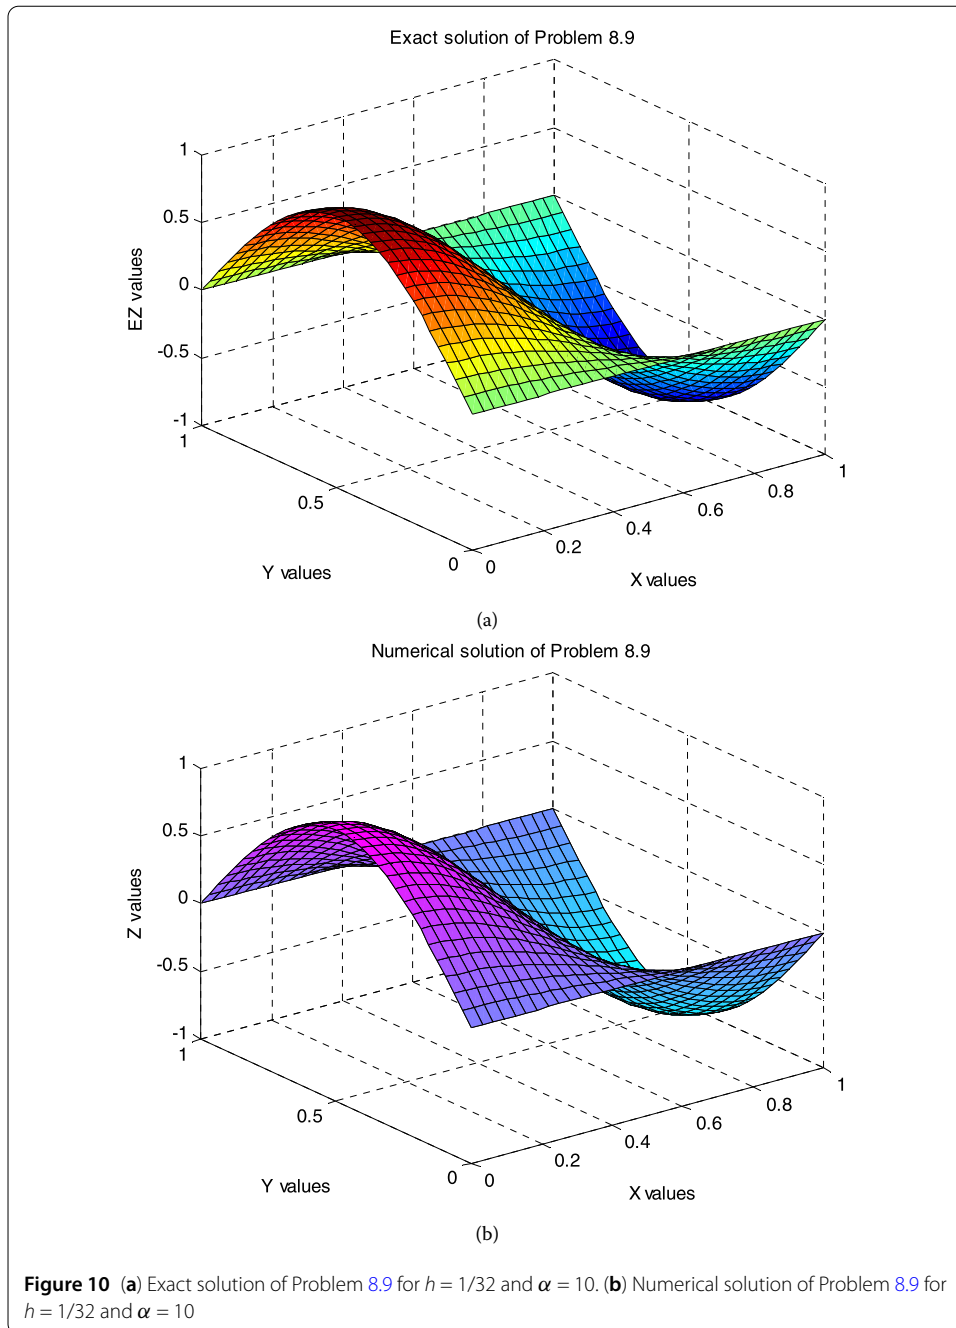 Exact solution of Problem 8.9
1
0.5
0
-0.5
-1
EZ values
1
0.5
0
Y values
0
0.2
0.4
0.6
0.8
1
X values
(a)
Numerical solution of Problem 8.9
1
0.5
0
-0.5
-1
Z values
1
0.5
0
Y values
0
0.2
0.4
0.6
0.8
1
X values
(b)
Figure 10 (a) Exact solution of Problem 8.9 for h = 1/32 and α = 10. (b) Numerical solution of Problem 8.9 for
h = 1/32 and α = 10